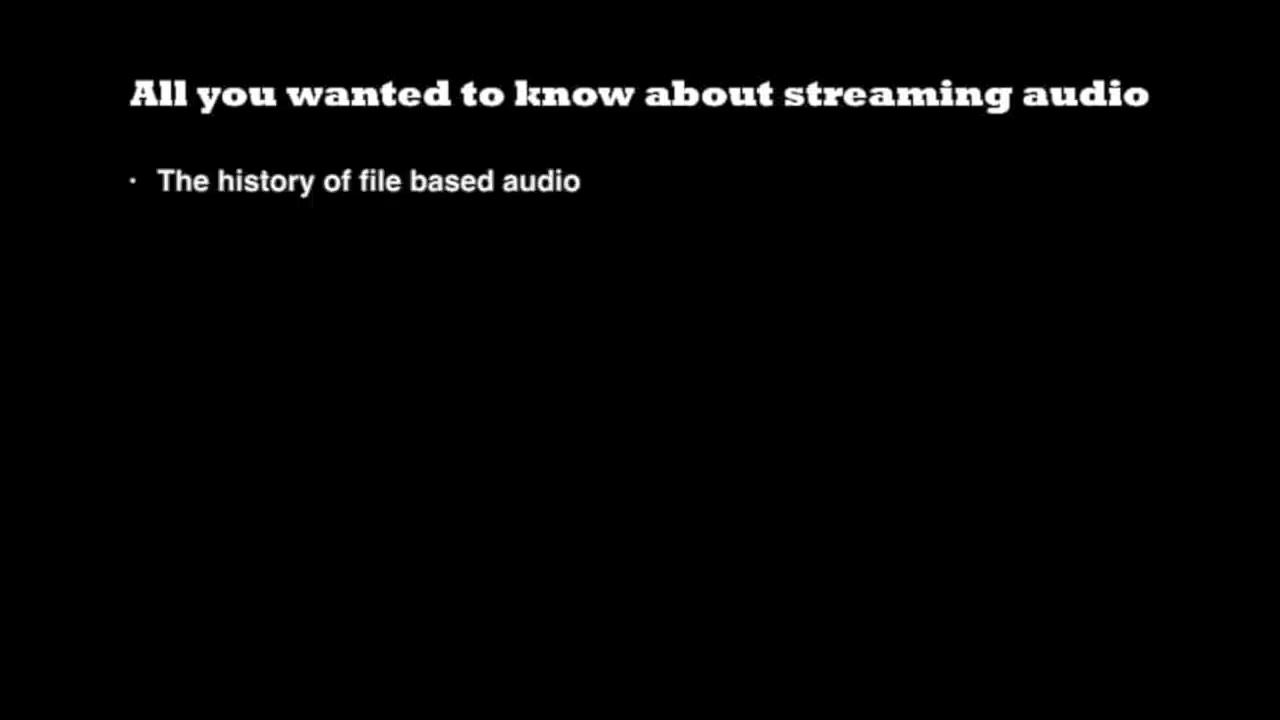 All you wanted to know about streaming audio
· The history of file based audio